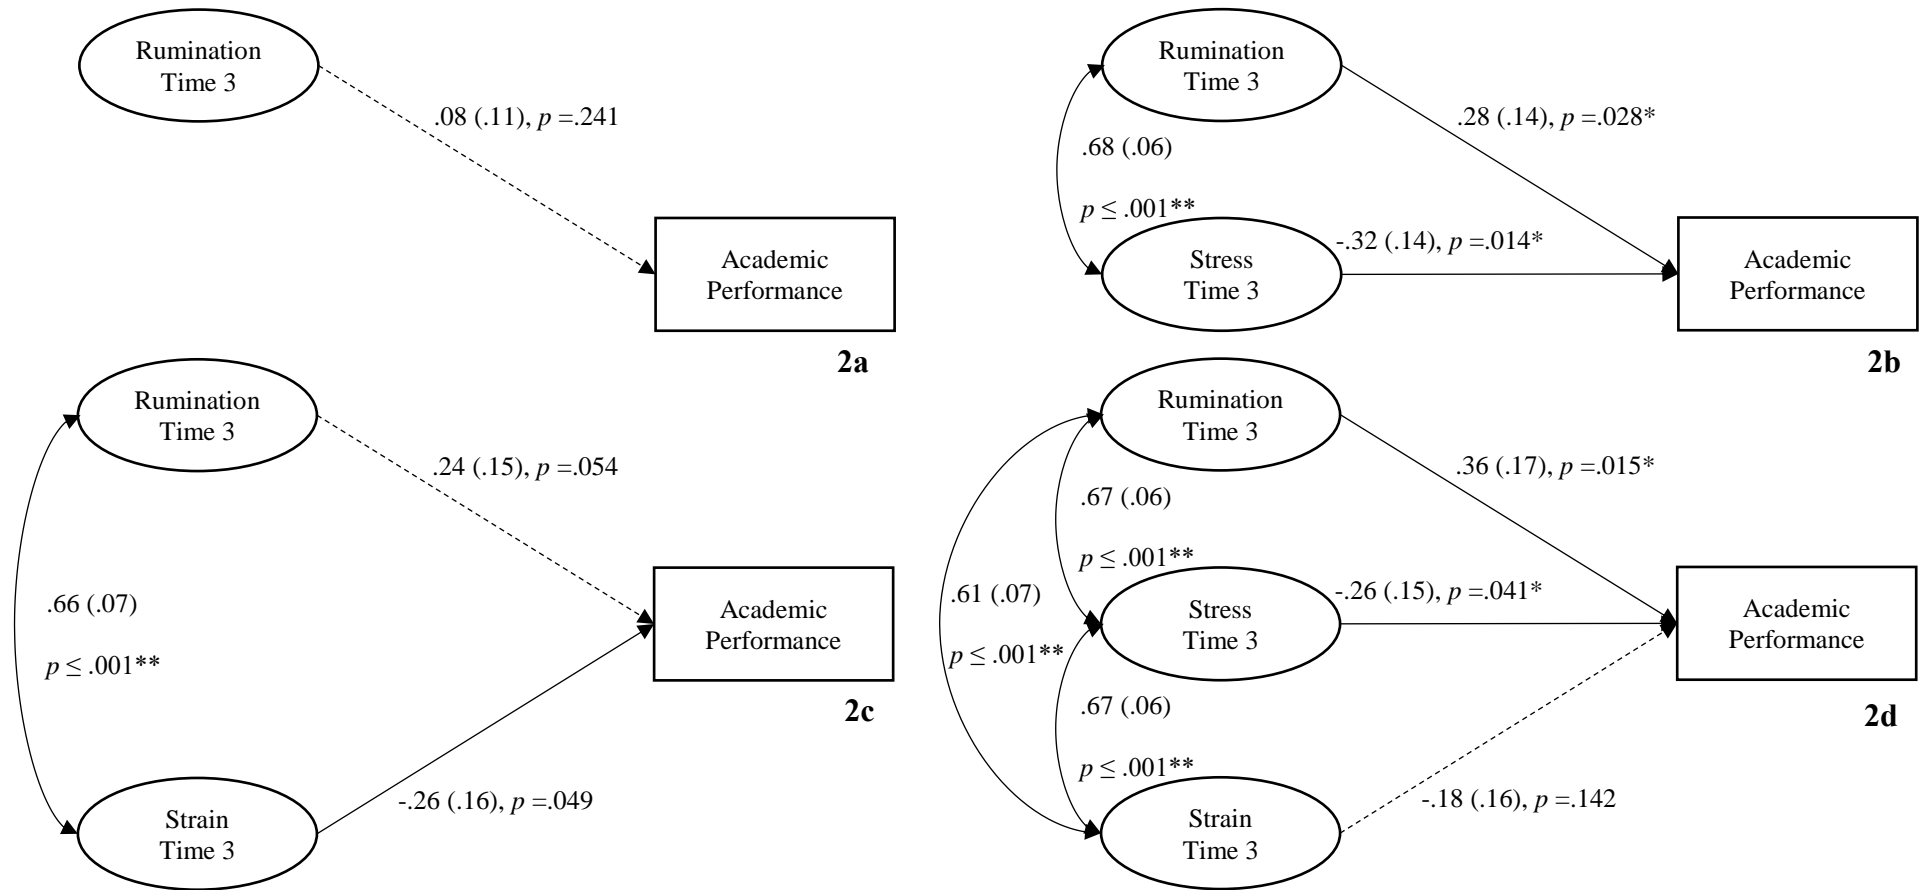 Rumination
Time 3
.08 (.11), p =.241
Academic
Performance
2a
Rumination
Time 3
.28 (.14), p =.028*
.68 (.06)
p ≤ .001**
Stress
Time 3
-.32 (.14), p =.014*
Academic
Performance
2b
Rumination
Time 3
.24 (.15), p =.054
.66 (.07)
p ≤ .001**
Academic
Performance
2c
Strain
Time 3
-.26 (.16), p =.049
Rumination
Time 3
.36 (.17), p =.015*
.67 (.06)
p ≤ .001**
.61 (.07)
p ≤ .001**
Stress
Time 3
-.26 (.15), p =.041*
Academic
Performance
2d
.67 (.06)
p ≤ .001**
Strain
Time 3
-.18 (.16), p =.142